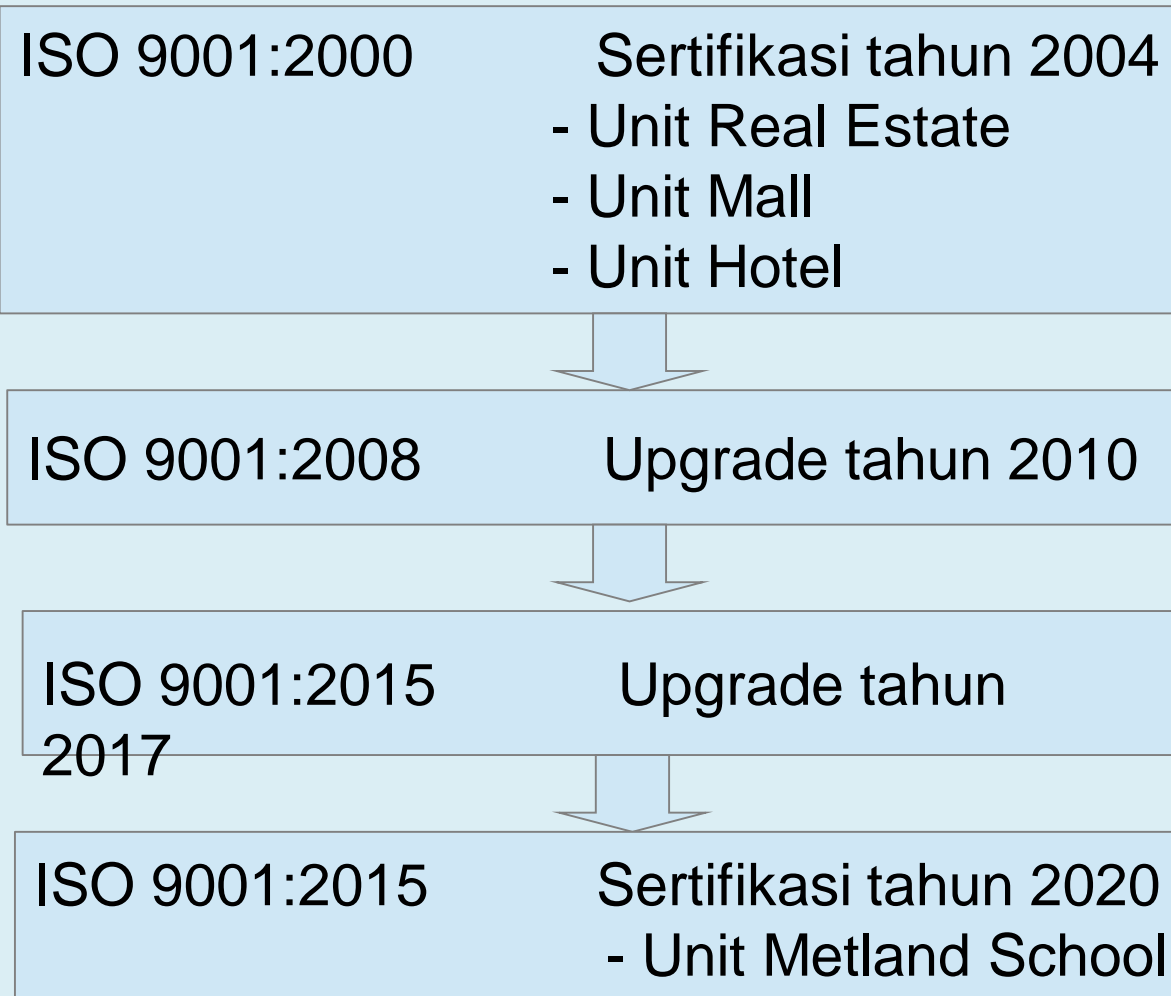 ISO 9001:2000 Sertifikasi tahun 2004
- Unit Real Estate
- Unit Mall
- Unit Hotel
ISO 9001:2008 Upgrade tahun 2010
ISO 9001:2015 Upgrade tahun
2017
ISO 9001:2015 Sertifikasi tahun 2020
- Unit Metland School